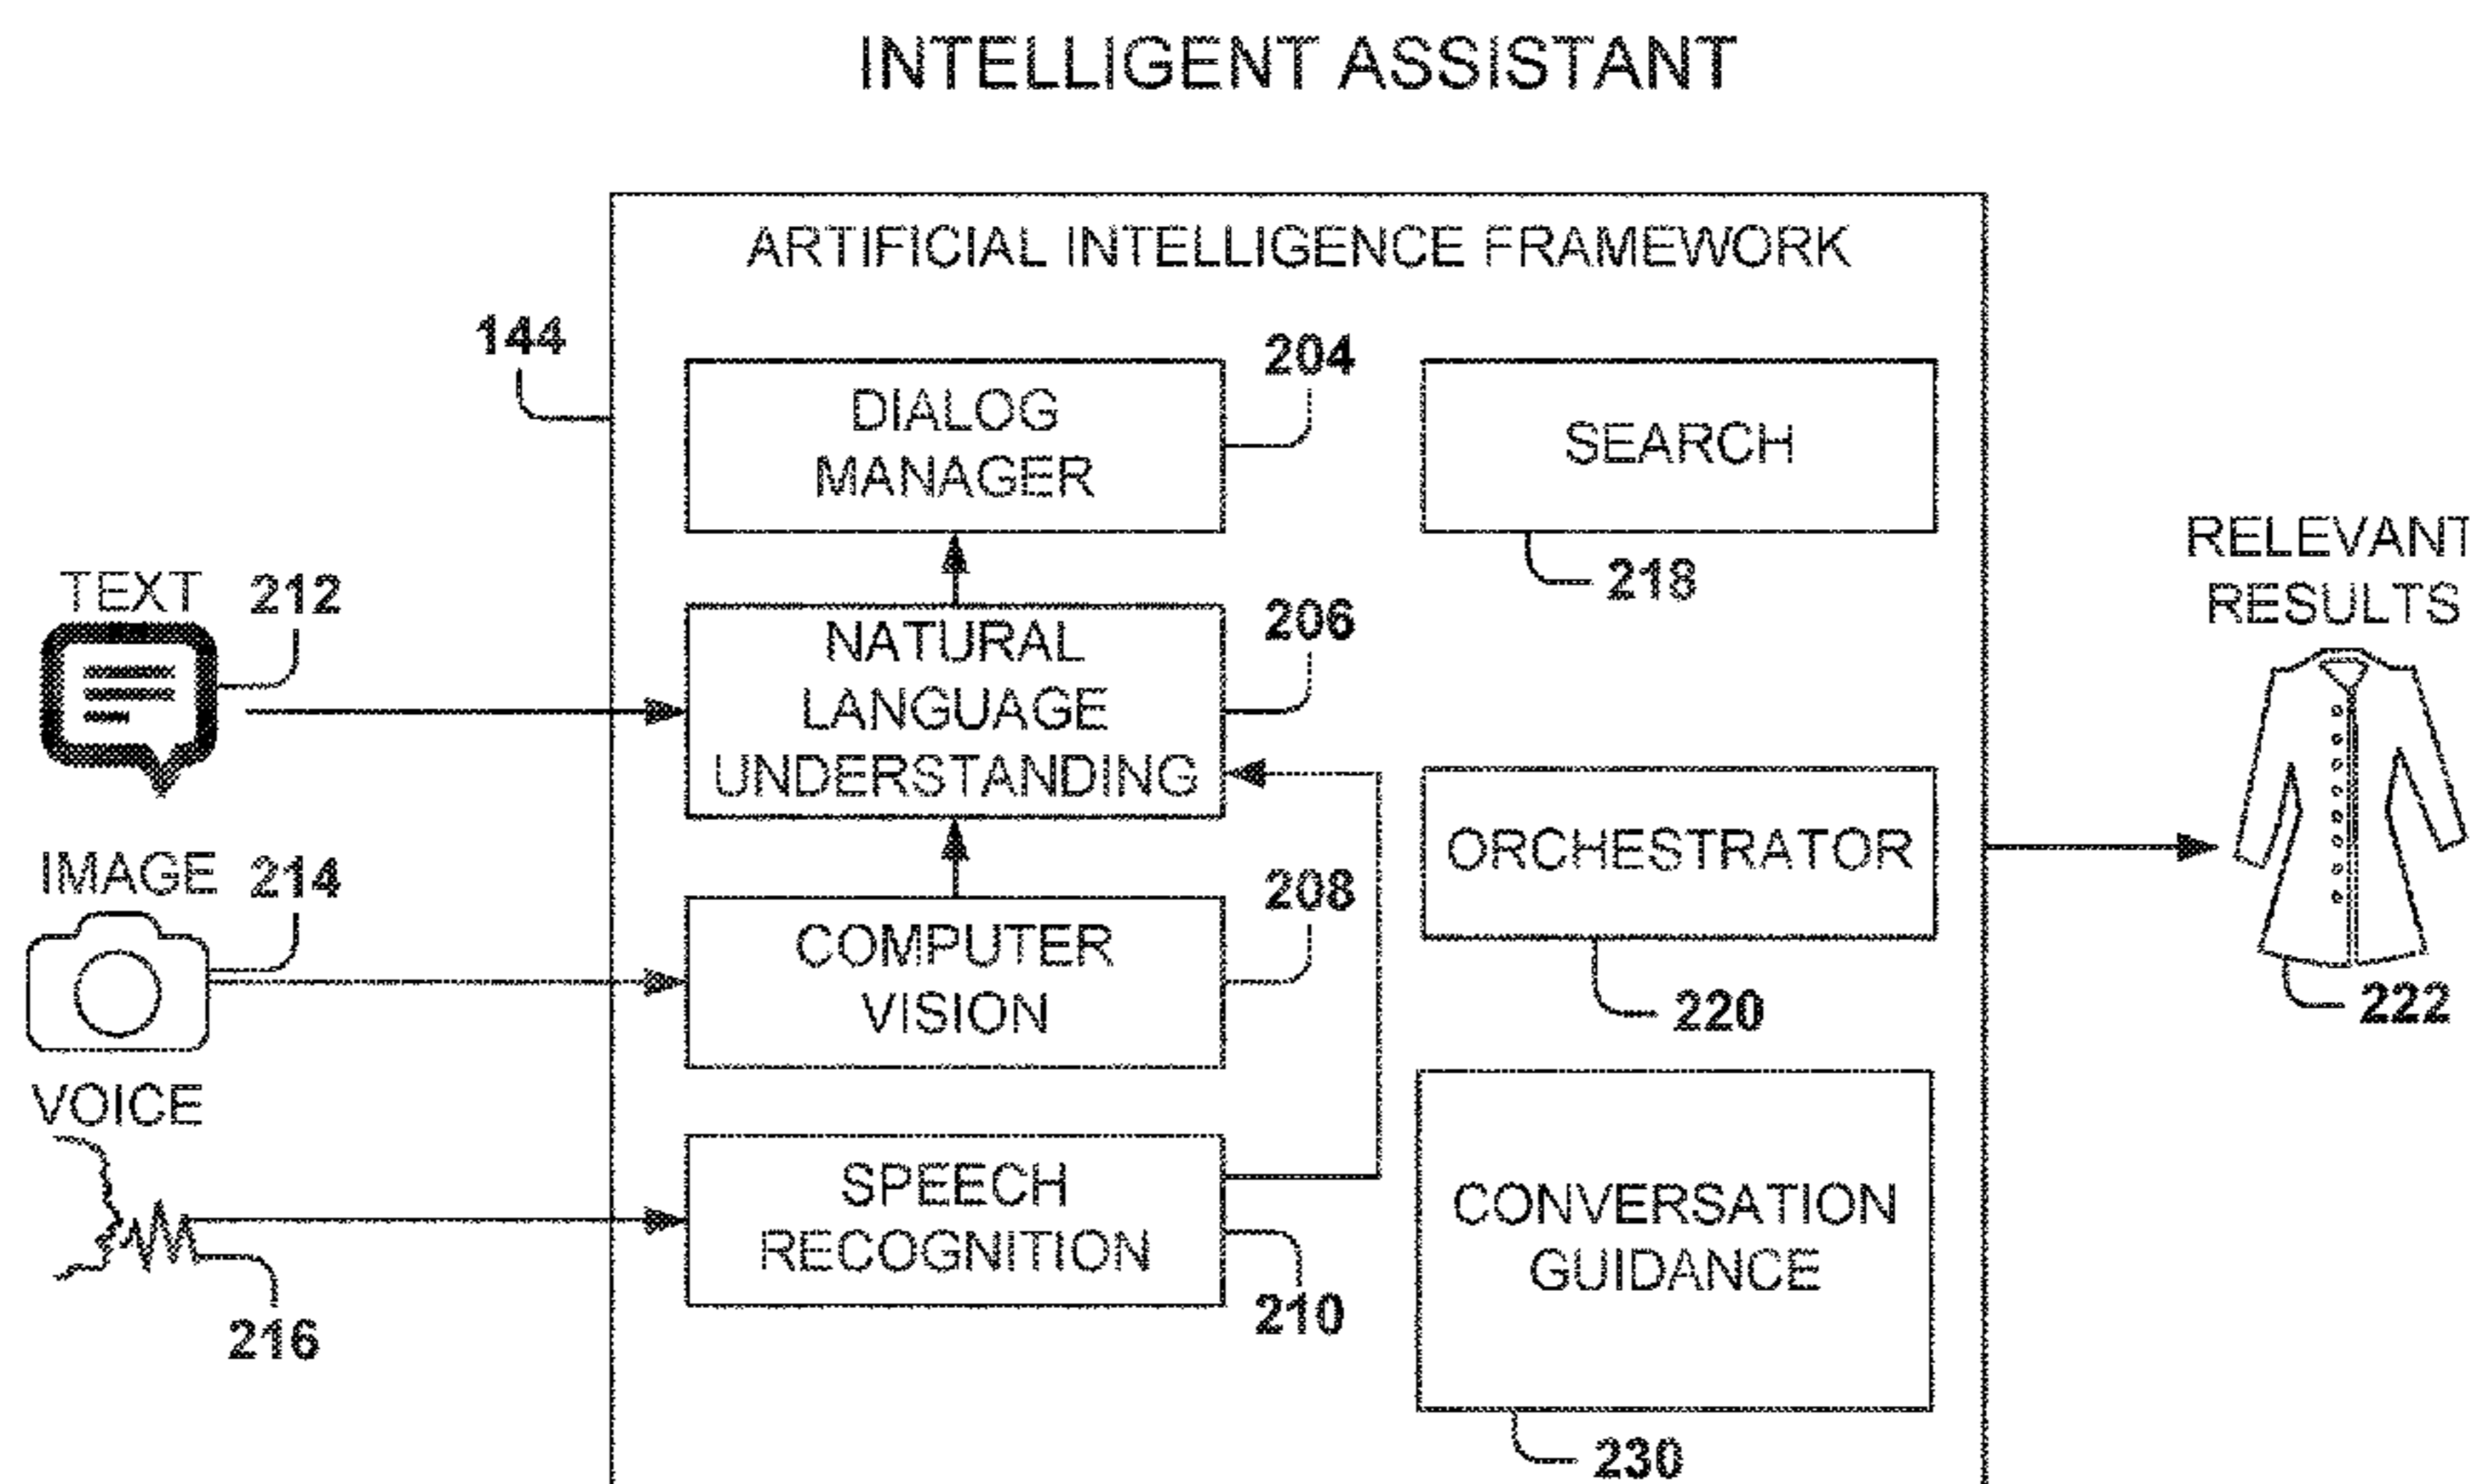 INTELLIGENT ASSISTANT
ARTIFICIAL INTELLIGENCE FRAMEWORK
144
DIALOG
MANAGER
204
SEARCH
218
TEXT 212
NATURAL
LANGUAGE
UNDERSTANDING
206
RELEVANT
RESULTS
IMAGE 214
COMPUTER
VISION
208
ORCHESTRATOR
220
222
VOICE
216
SPEECH
RECOGNITION
210
CONVERSATION
GUIDANCE
230